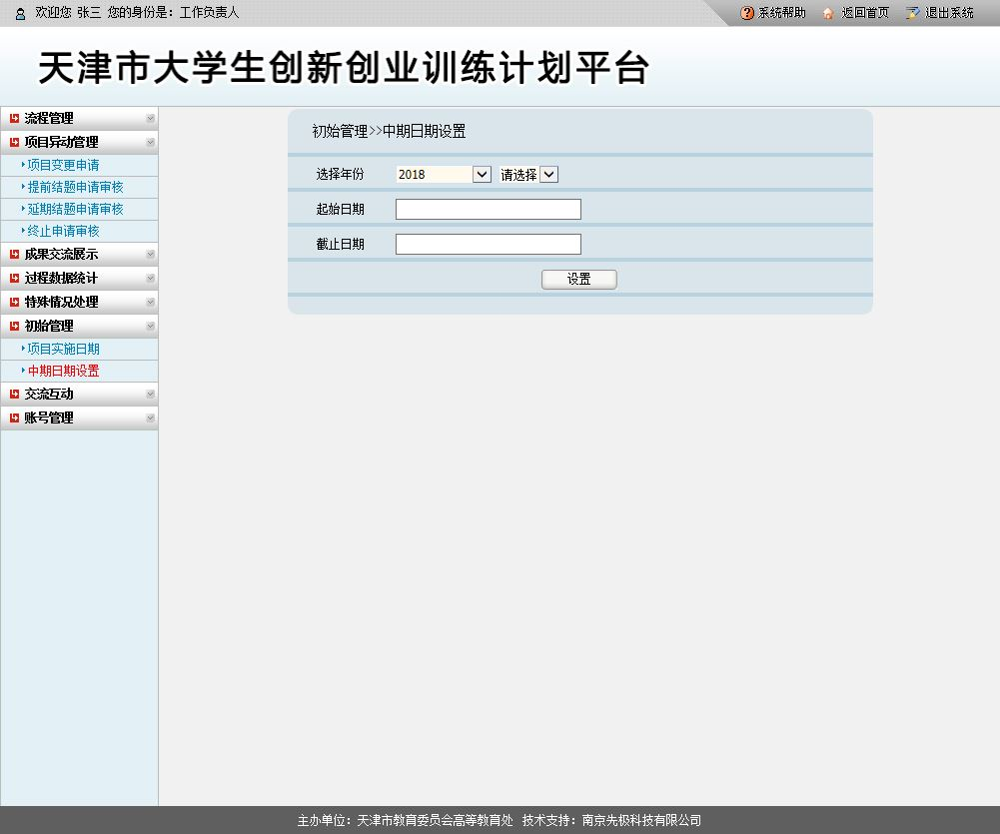 欢迎您 张三 您的身份是：工作负责人
系统帮助 返回首页 退出系统
天津市大学生创新创业训练计划平台
流程管理
项目异动管理
项目变更申请
提前结题申请审核
延期结题申请审核
终止申请审核
成果交流展示
过程数据统计
特殊情况处理
初始管理
项目实施日期
中期日期设置
交流互动
账号管理
初始管理>>中期日期设置
选择年份 2018 请选择
起始日期
截止日期
设置
主办单位：天津市教育委员会高等教育处 技术支持：南京先极科技有限公司